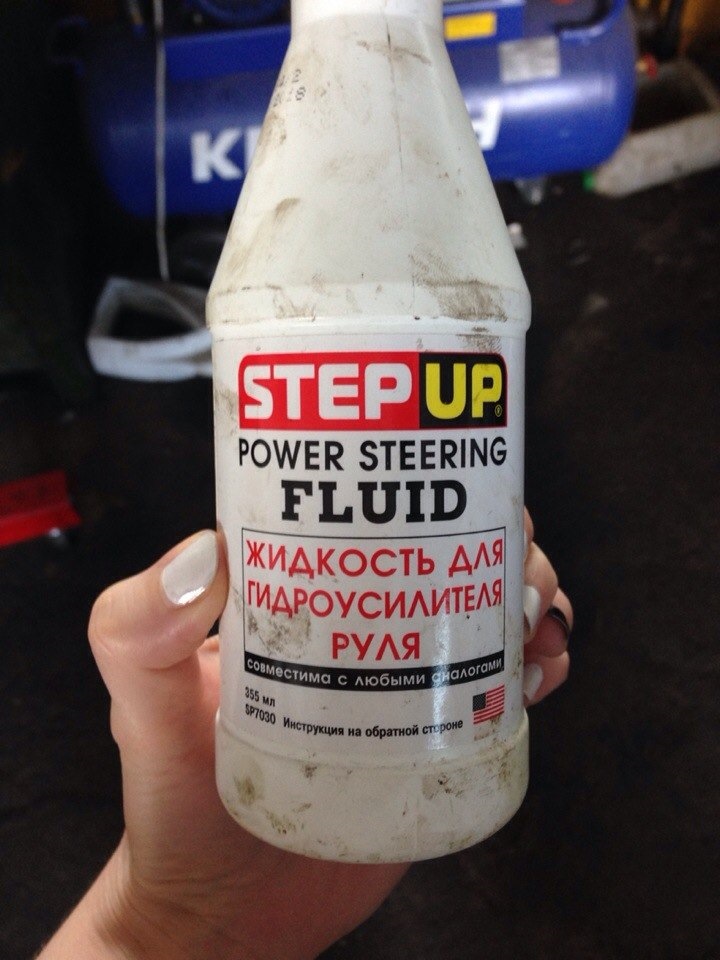 STEP UP®
POWER STEERING
FLUID
ЖИДКОСТЬ ДЛЯ
ГИДРОУСИЛИТЕЛЯ
РУЛЯ
совместима с любыми аналогами
355 мл
SP7030 Инструкция на обратной стороне